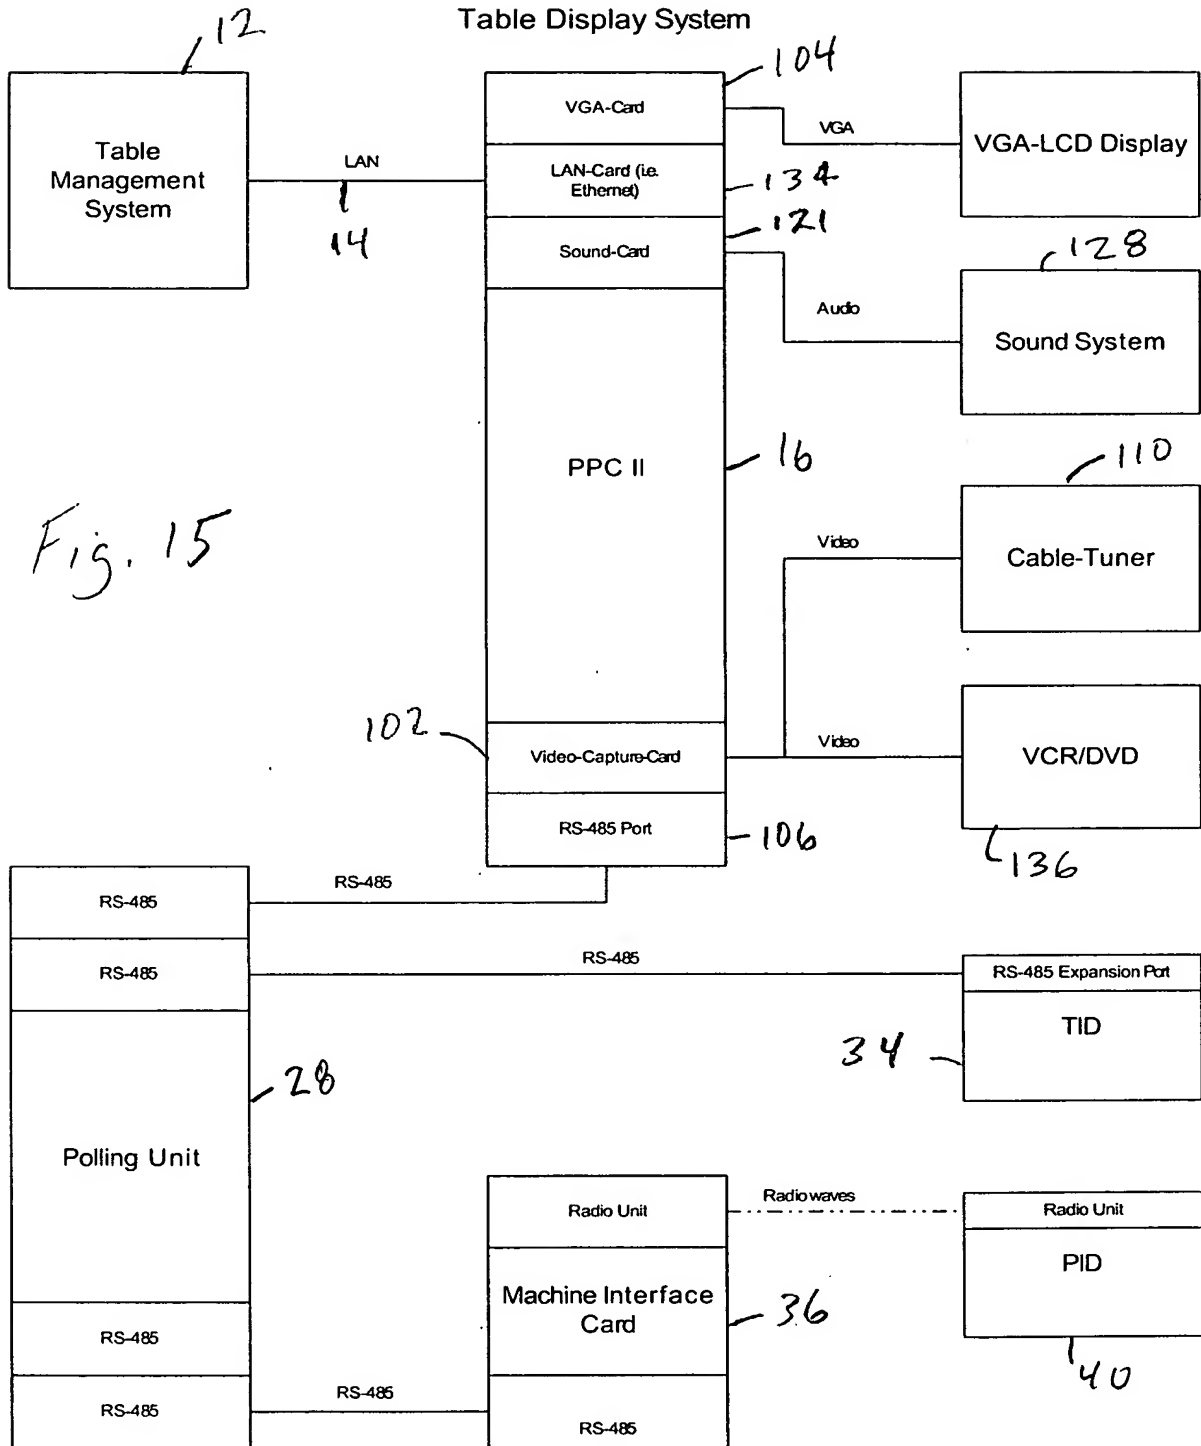 Table Display System
12
104
VGA-Card
VGA
VGA-LCD Display
Table
Management
System
LAN
14
LAN-Card (i.e.
Ethernet)
134
121
Sound-Card
128
Audio
Sound System
PPC II
16
110
Fig. 15
Video
Cable-Tuner
102
Video-Capture-Card
Video
VCR/DVD
RS-485 Port
106
136
RS-485
RS-485
RS-485
RS-485
RS-485 Expansion Port
TID
34
28
Polling Unit
Radio Unit
Radiowaves
Radio Unit
PID
Machine Interface
Card
36
40
RS-485
RS-485
RS-485
RS-485